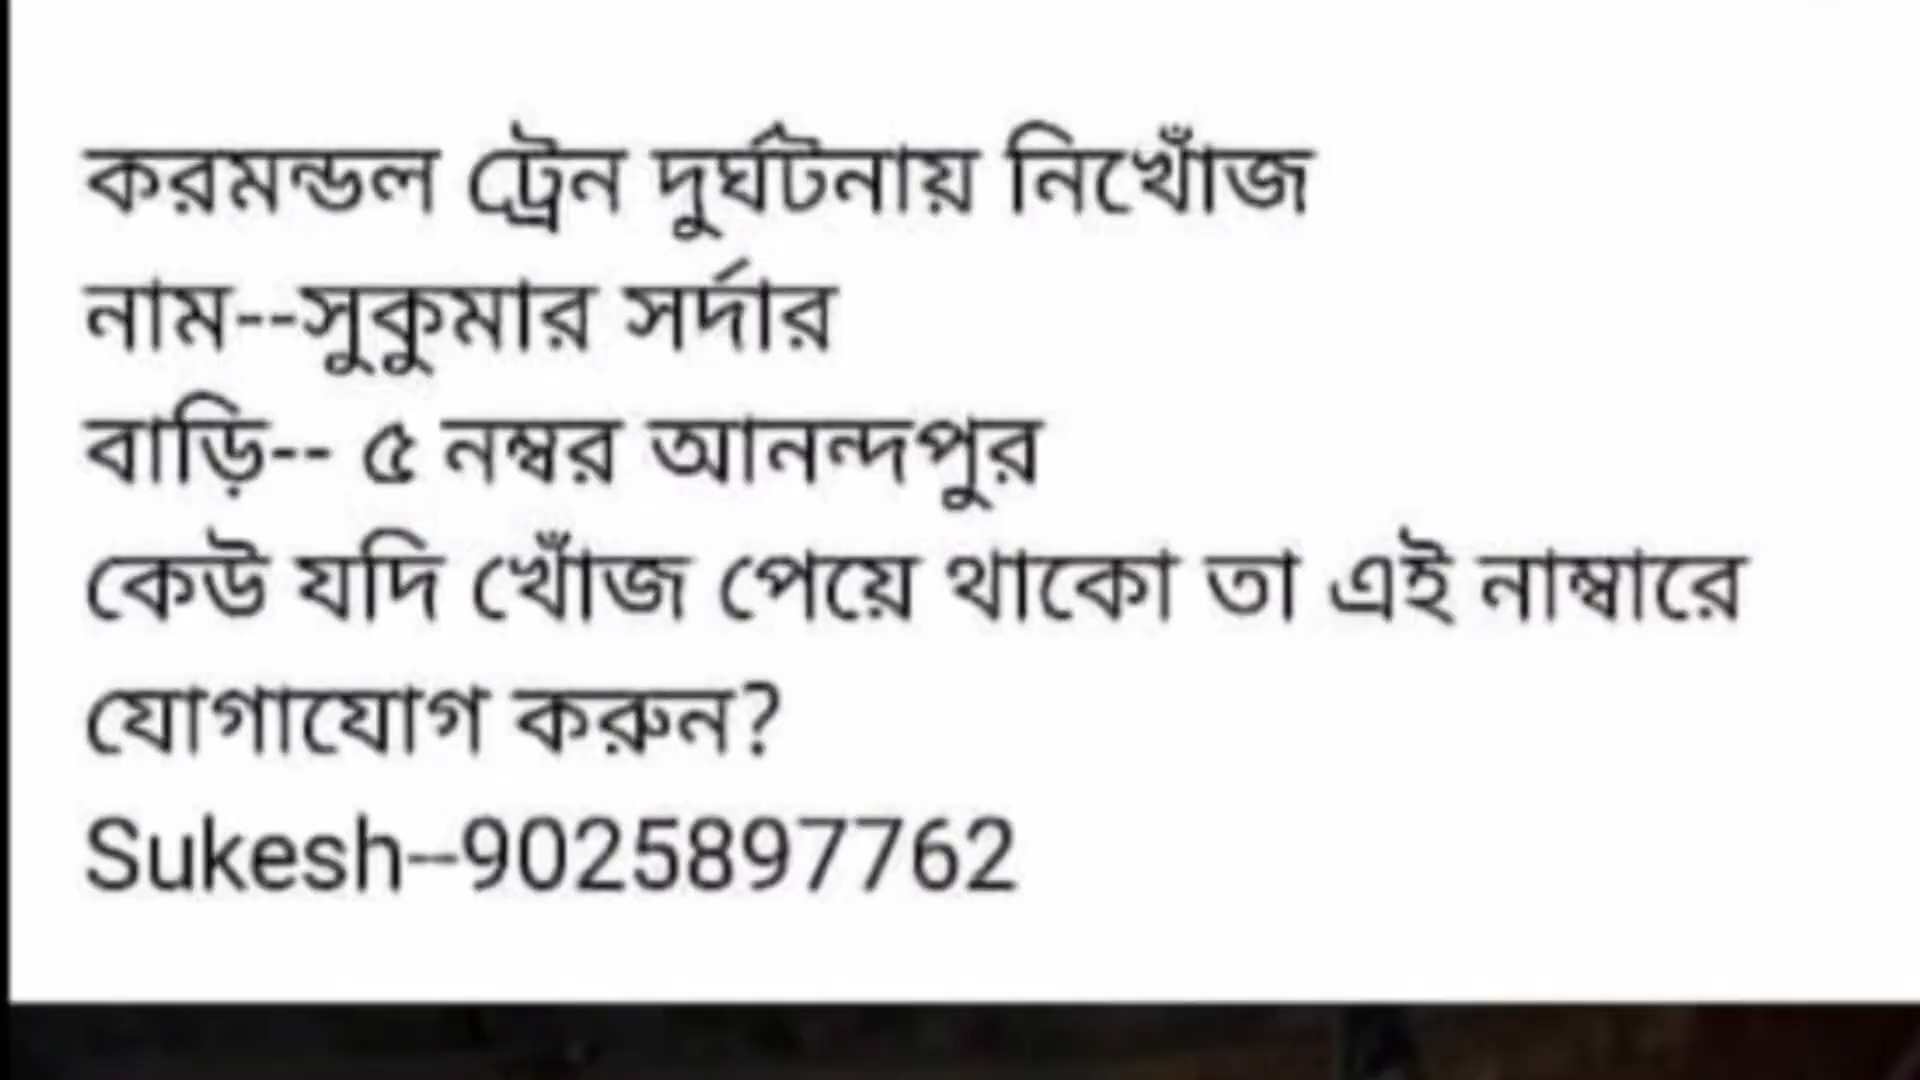 করমন্ডল ট্রেন দুর্ঘটনায় নিখোঁজ
নাম--সুকুমার সর্দার
বাড়ি-- ৫ নম্বর আনন্দপুর
কেউ যদি খোঁজ পেয়ে থাকো তা এই নাম্বারে
যোগাযোগ করুন?
Sukesh--9025897762